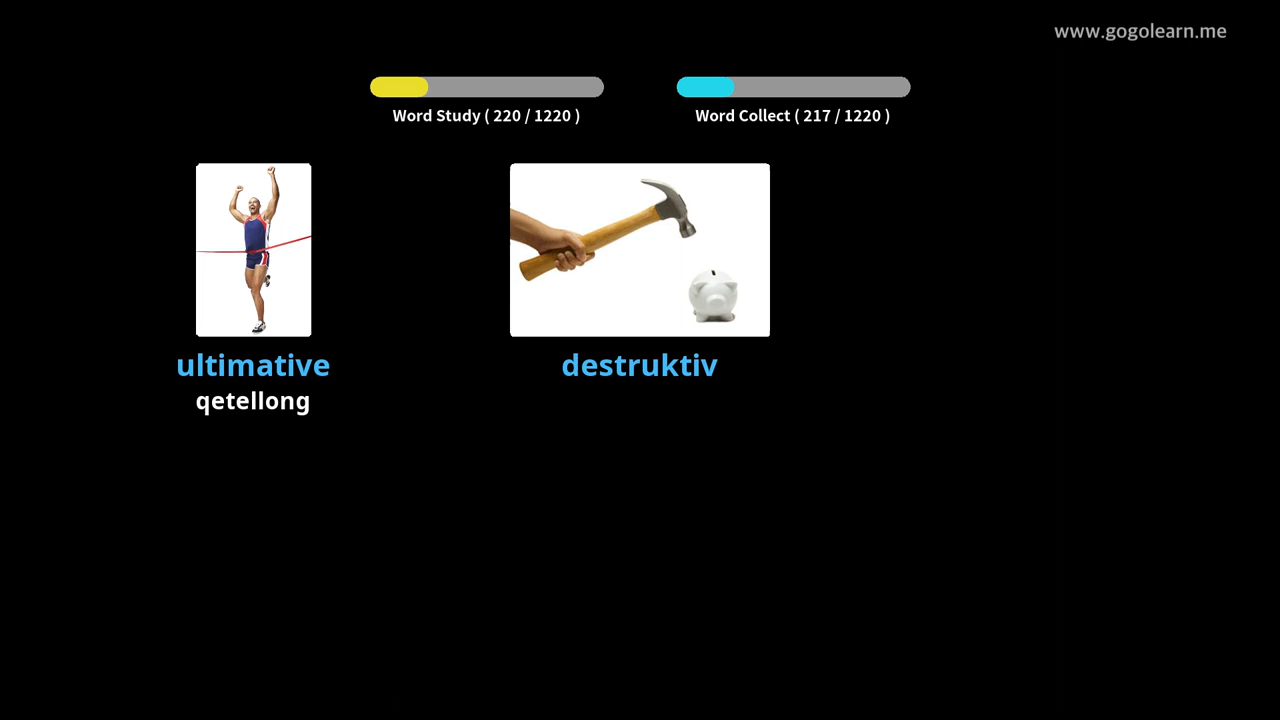 www.gogolearn.me
Word Study ( 220 / 1220 )
Word Collect ( 217 / 1220 )
ultimative
qetellong
destruktiv